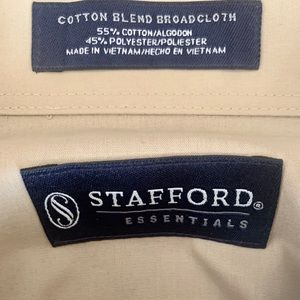 COTTON BLEND BROADCLOTH
55% COTTON/ALGODON
45% POLYESTER/POLIESTER
MADE IN VIETNAM/HECHO EN VIETNAM
S STAFFORD®
ESSENTIALS